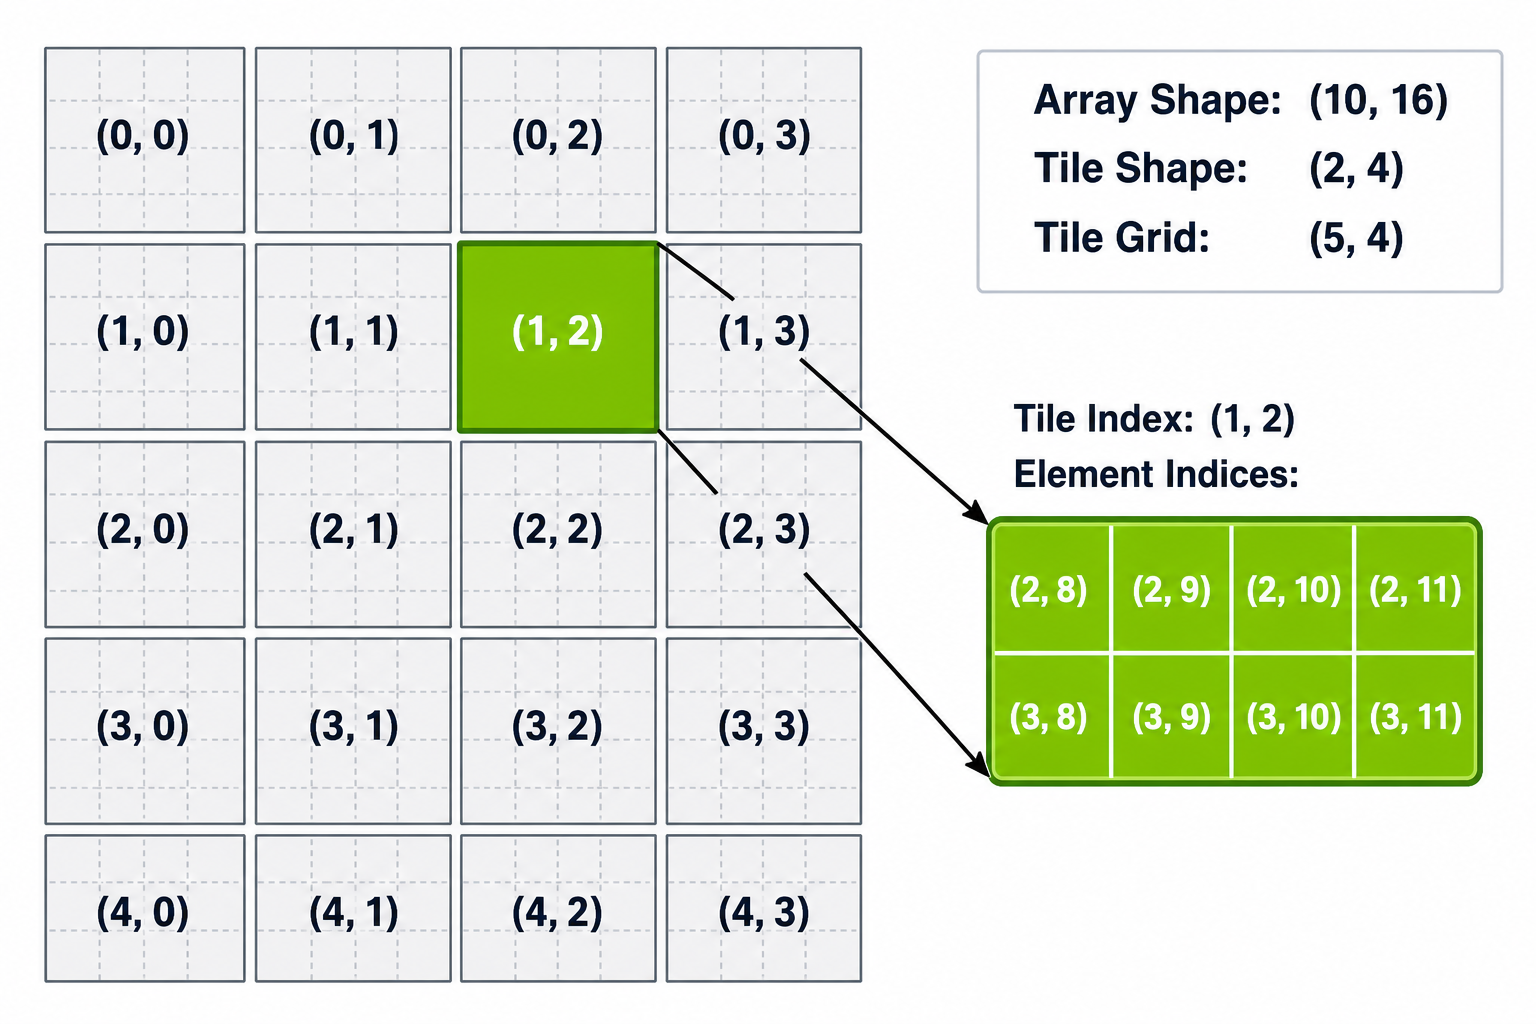 (0, 0) (0, 1) (0, 2) (0, 3)
(1, 0) (1, 1) (1, 2) (1, 3)
(2, 0) (2, 1) (2, 2) (2, 3)
(3, 0) (3, 1) (3, 2) (3, 3)
(4, 0) (4, 1) (4, 2) (4, 3)
Array Shape: (10, 16)
Tile Shape: (2, 4)
Tile Grid: (5, 4)
Tile Index: (1, 2)
Element Indices:
(2, 8) (2, 9) (2, 10) (2, 11)
(3, 8) (3, 9) (3, 10) (3, 11)